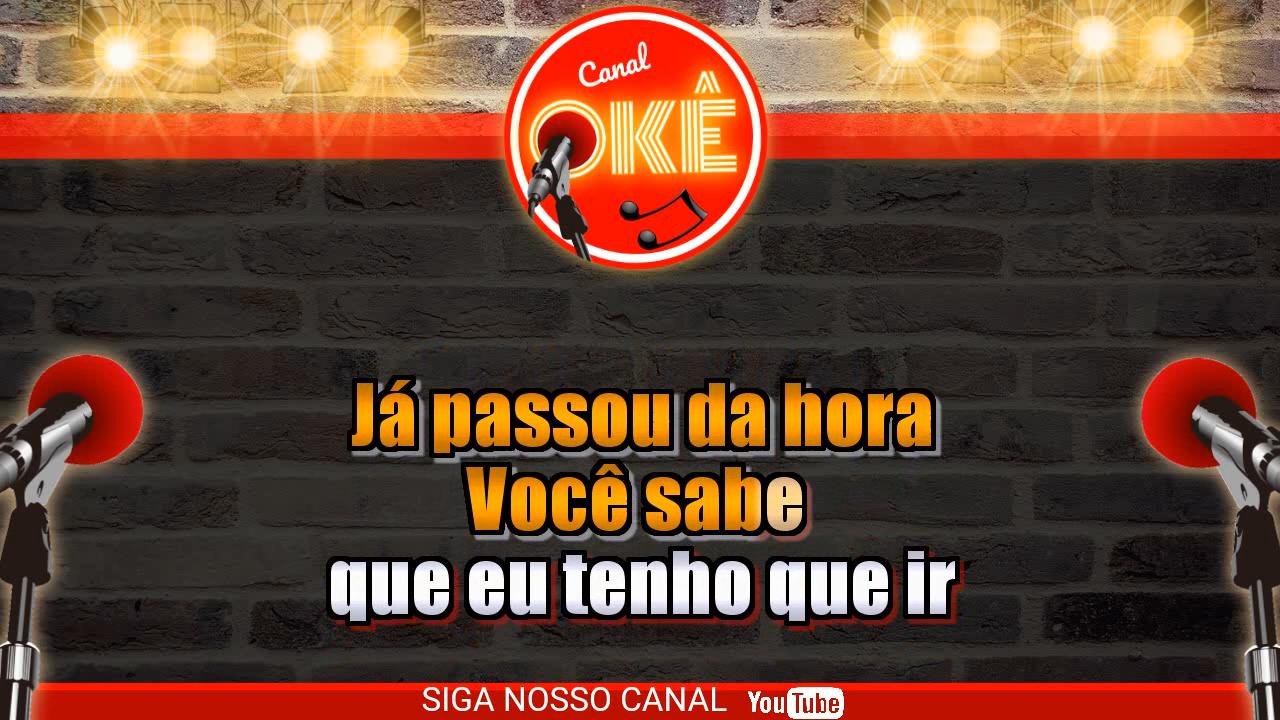 Canal
OKÊ
Já passou da hora
Você sabe
que eu tenho que ir
SIGA NOSSO CANAL YouTube